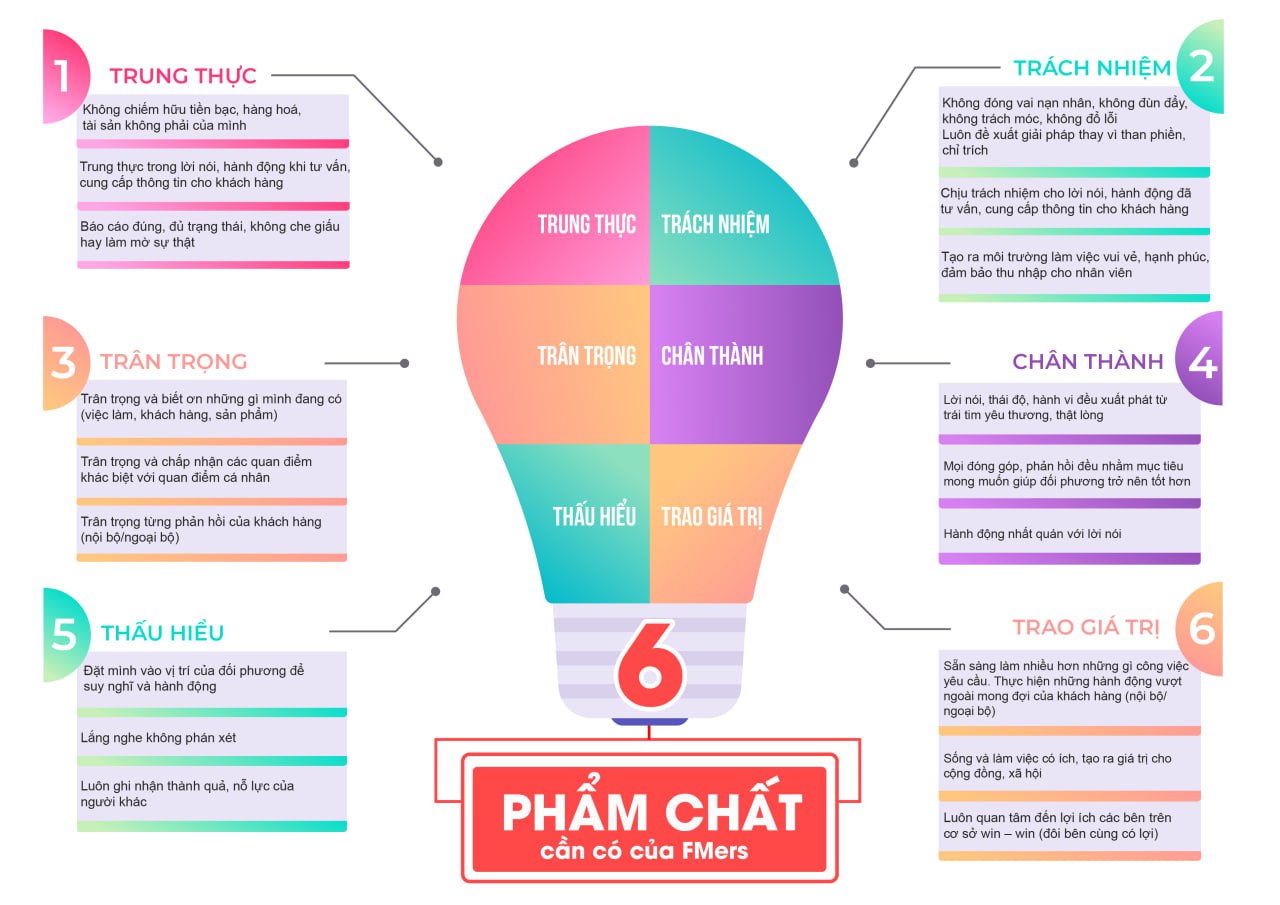 1
TRUNG THỰC
Không chiếm hữu tiền bạc, hàng hoá,
tài sản không phải của mình
Trung thực trong lời nói, hành động khi tư vấn,
cung cấp thông tin cho khách hàng
Báo cáo đúng, đủ trạng thái, không che giấu
hay làm mờ sự thật
TRÁCH NHIỆM
2
Không đóng vai nạn nhân, không đùn đẩy,
không trách móc, không đổ lỗi
Luôn đề xuất giải pháp thay vì than phiền,
chỉ trích
Chịu trách nhiệm cho lời nói, hành động đã
tư vấn, cung cấp thông tin cho khách hàng
Tạo ra môi trường làm việc vui vẻ, hạnh phúc,
đảm bảo thu nhập cho nhân viên
3
TRÂN TRỌNG
Trân trọng và biết ơn những gì mình đang có
(việc làm, khách hàng, sản phẩm)
Trân trọng và chấp nhận các quan điểm
khác biệt với quan điểm cá nhân
Trân trọng từng phản hồi của khách hàng
(nội bộ/ngoại bộ)
CHÂN THÀNH
4
Lời nói, thái độ, hành vi đều xuất phát từ
trái tim yêu thương, thật lòng
Mọi đóng góp, phản hồi đều nhằm mục tiêu
mong muốn giúp đối phương trở nên tốt hơn
Hành động nhất quán với lời nói
5
THẤU HIỂU
Đặt mình vào vị trí của đối phương để
suy nghĩ và hành động
Lắng nghe không phán xét
Luôn ghi nhận thành quả, nỗ lực của
người khác
TRAO GIÁ TRỊ
6
Sẵn sàng làm nhiều hơn những gì công việc
yêu cầu. Thực hiện những hành động vượt
ngoài mong đợi của khách hàng (nội bộ/
ngoại bộ)
Sống và làm việc có ích, tạo ra giá trị cho
cộng đồng, xã hội
Luôn quan tâm đến lợi ích các bên trên
cơ sở win – win (đôi bên cùng có lợi)
TRUNG THỰC
TRÁCH NHIỆM
TRÂN TRỌNG
CHÂN THÀNH
THẤU HIỂU
TRAO GIÁ TRỊ
6
PHẨM CHẤT
cần có của FMers